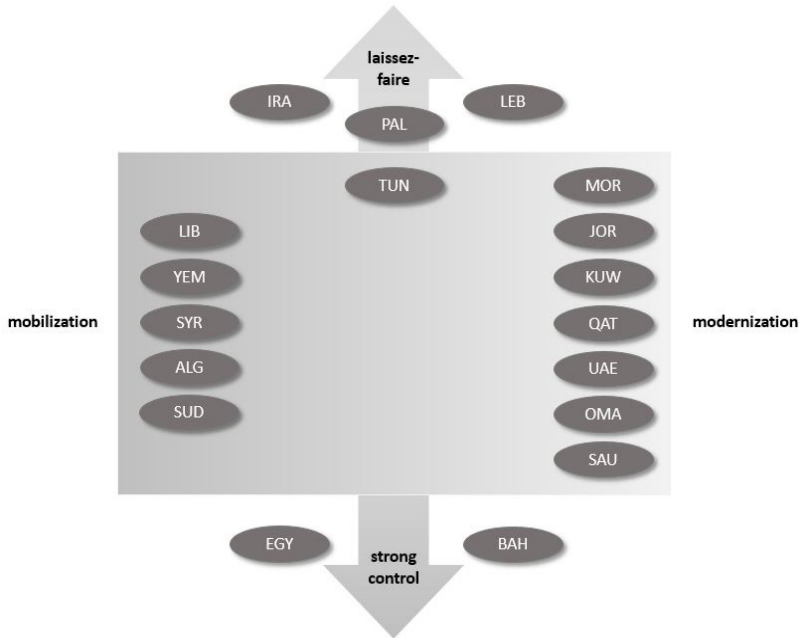 laissez-
faire
IRA
LEB
PAL
TUN
MOR
LIB
JOR
YEM
KUW
mobilization
SYR
QAT
modernization
ALG
UAE
SUD
OMA
SAU
EGY
BAH
strong
control